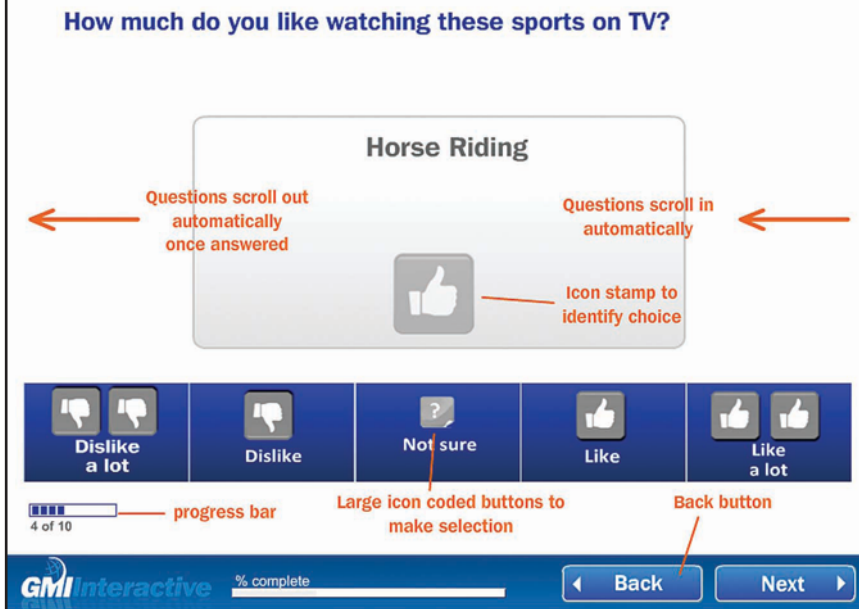 How much do you like watching these sports on TV?
Horse Riding
Questions scroll out
automatically
once answered
Questions scroll in
automatically
Icon stamp to
identify choice
Dislike
a lot
Dislike
?
Not sure
Like
Like
a lot
4 of 10
progress bar
Large icon coded buttons to
make selection
Back button
GMI Interactive
% complete
Back
Next